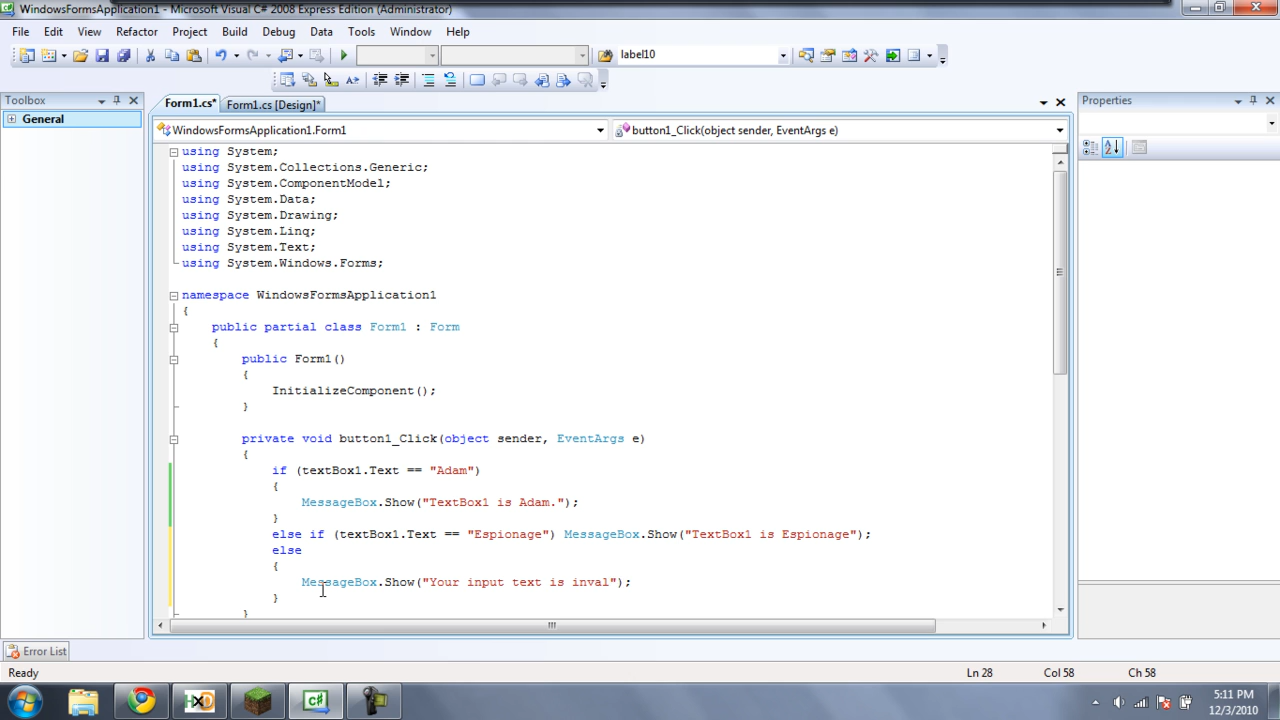 WindowsFormsApplication1 - Microsoft Visual C# 2008 Express Edition (Administrator)
File Edit View Refactor Project Build Debug Data Tools Window Help
label10
Toolbox
Form1.cs* Form1.cs [Design]*
Properties
General
WindowsFormsApplication1.Form1 button1_Click(object sender, EventArgs e)
using System;
using System.Collections.Generic;
using System.ComponentModel;
using System.Data;
using System.Drawing;
using System.Linq;
using System.Text;
using System.Windows.Forms;
namespace WindowsFormsApplication1
{
public partial class Form1 : Form
{
public Form1()
{
InitializeComponent();
}
private void button1_Click(object sender, EventArgs e)
{
if (textBox1.Text == "Adam")
{
MessageBox.Show("TextBox1 is Adam.");
}
else if (textBox1.Text == "Espionage") MessageBox.Show("TextBox1 is Espionage");
else
{
MessageBox.Show("Your input text is inval");
}
}
Error List
Ready Ln 28 Col 58 Ch 58
5:11 PM
12/3/2010